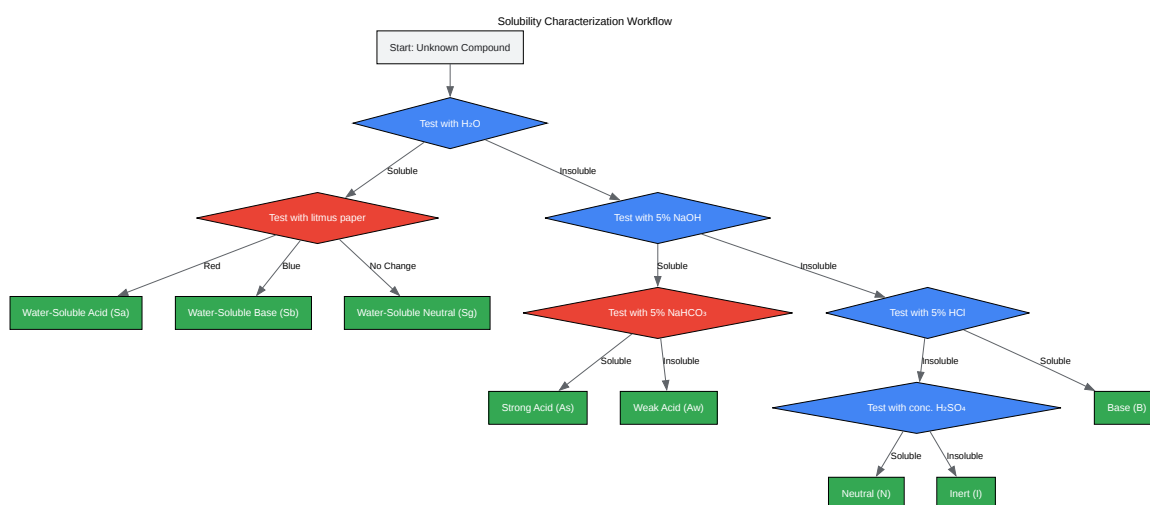 Solubility Characterization Workflow
Start: Unknown Compound
Test with H₂O
Soluble
Insoluble
Test with litmus paper
Test with 5% NaOH
Red
Blue
No Change
Soluble
Insoluble
Water-Soluble Acid (Sa)
Water-Soluble Base (Sb)
Water-Soluble Neutral (Sg)
Test with 5% NaHCO₃
Test with 5% HCl
Soluble
Insoluble
Insoluble
Soluble
Strong Acid (As)
Weak Acid (Aw)
Test with conc. H₂SO₄
Base (B)
Soluble
Insoluble
Neutral (N)
Inert (I)